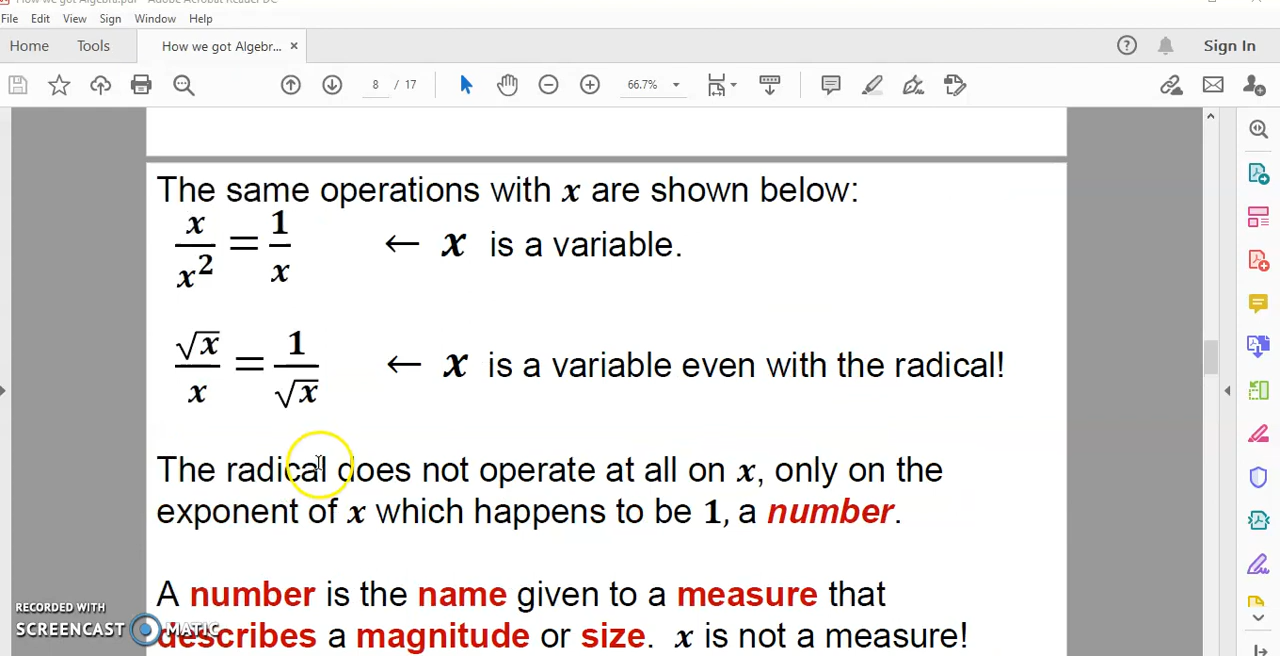 How we got Algebra.pdf - Adobe Acrobat Reader DC
File Edit View Sign Window Help
Home Tools How we got Algebr... × Sign In
8 / 17 66.7%
The same operations with x are shown below:
x/x² = 1/x ← x is a variable.
√x/x = 1/√x ← x is a variable even with the radical!
The radical does not operate at all on x, only on the
exponent of x which happens to be 1, a number.
A number is the name given to a measure that
describes a magnitude or size. x is not a measure!
RECORDED WITH
SCREENCAST MATIC